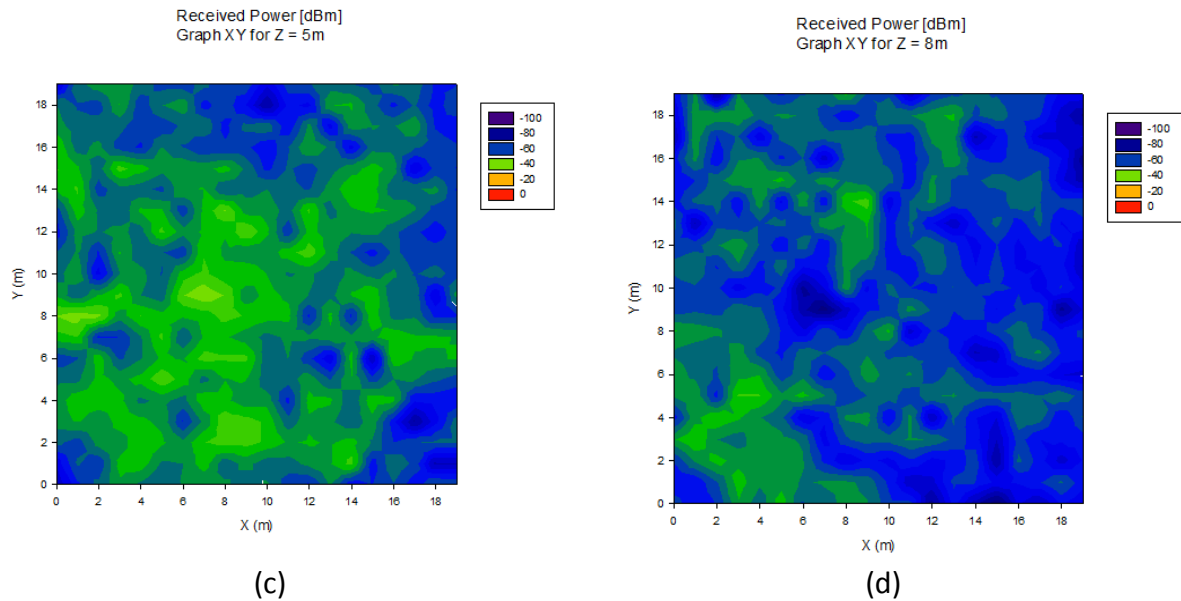 Received Power [dBm]
Graph XY for Z = 5m
18
16
14
12
10
8
6
4
2
0
Y (m)
0 2 4 6 8 10 12 14 16 18
X (m)
-100
-80
-60
-40
-20
0
(c)
Received Power [dBm]
Graph XY for Z = 8m
18
16
14
12
10
8
6
4
2
0
Y (m)
0 2 4 6 8 10 12 14 16 18
X (m)
-100
-80
-60
-40
-20
0
(d)